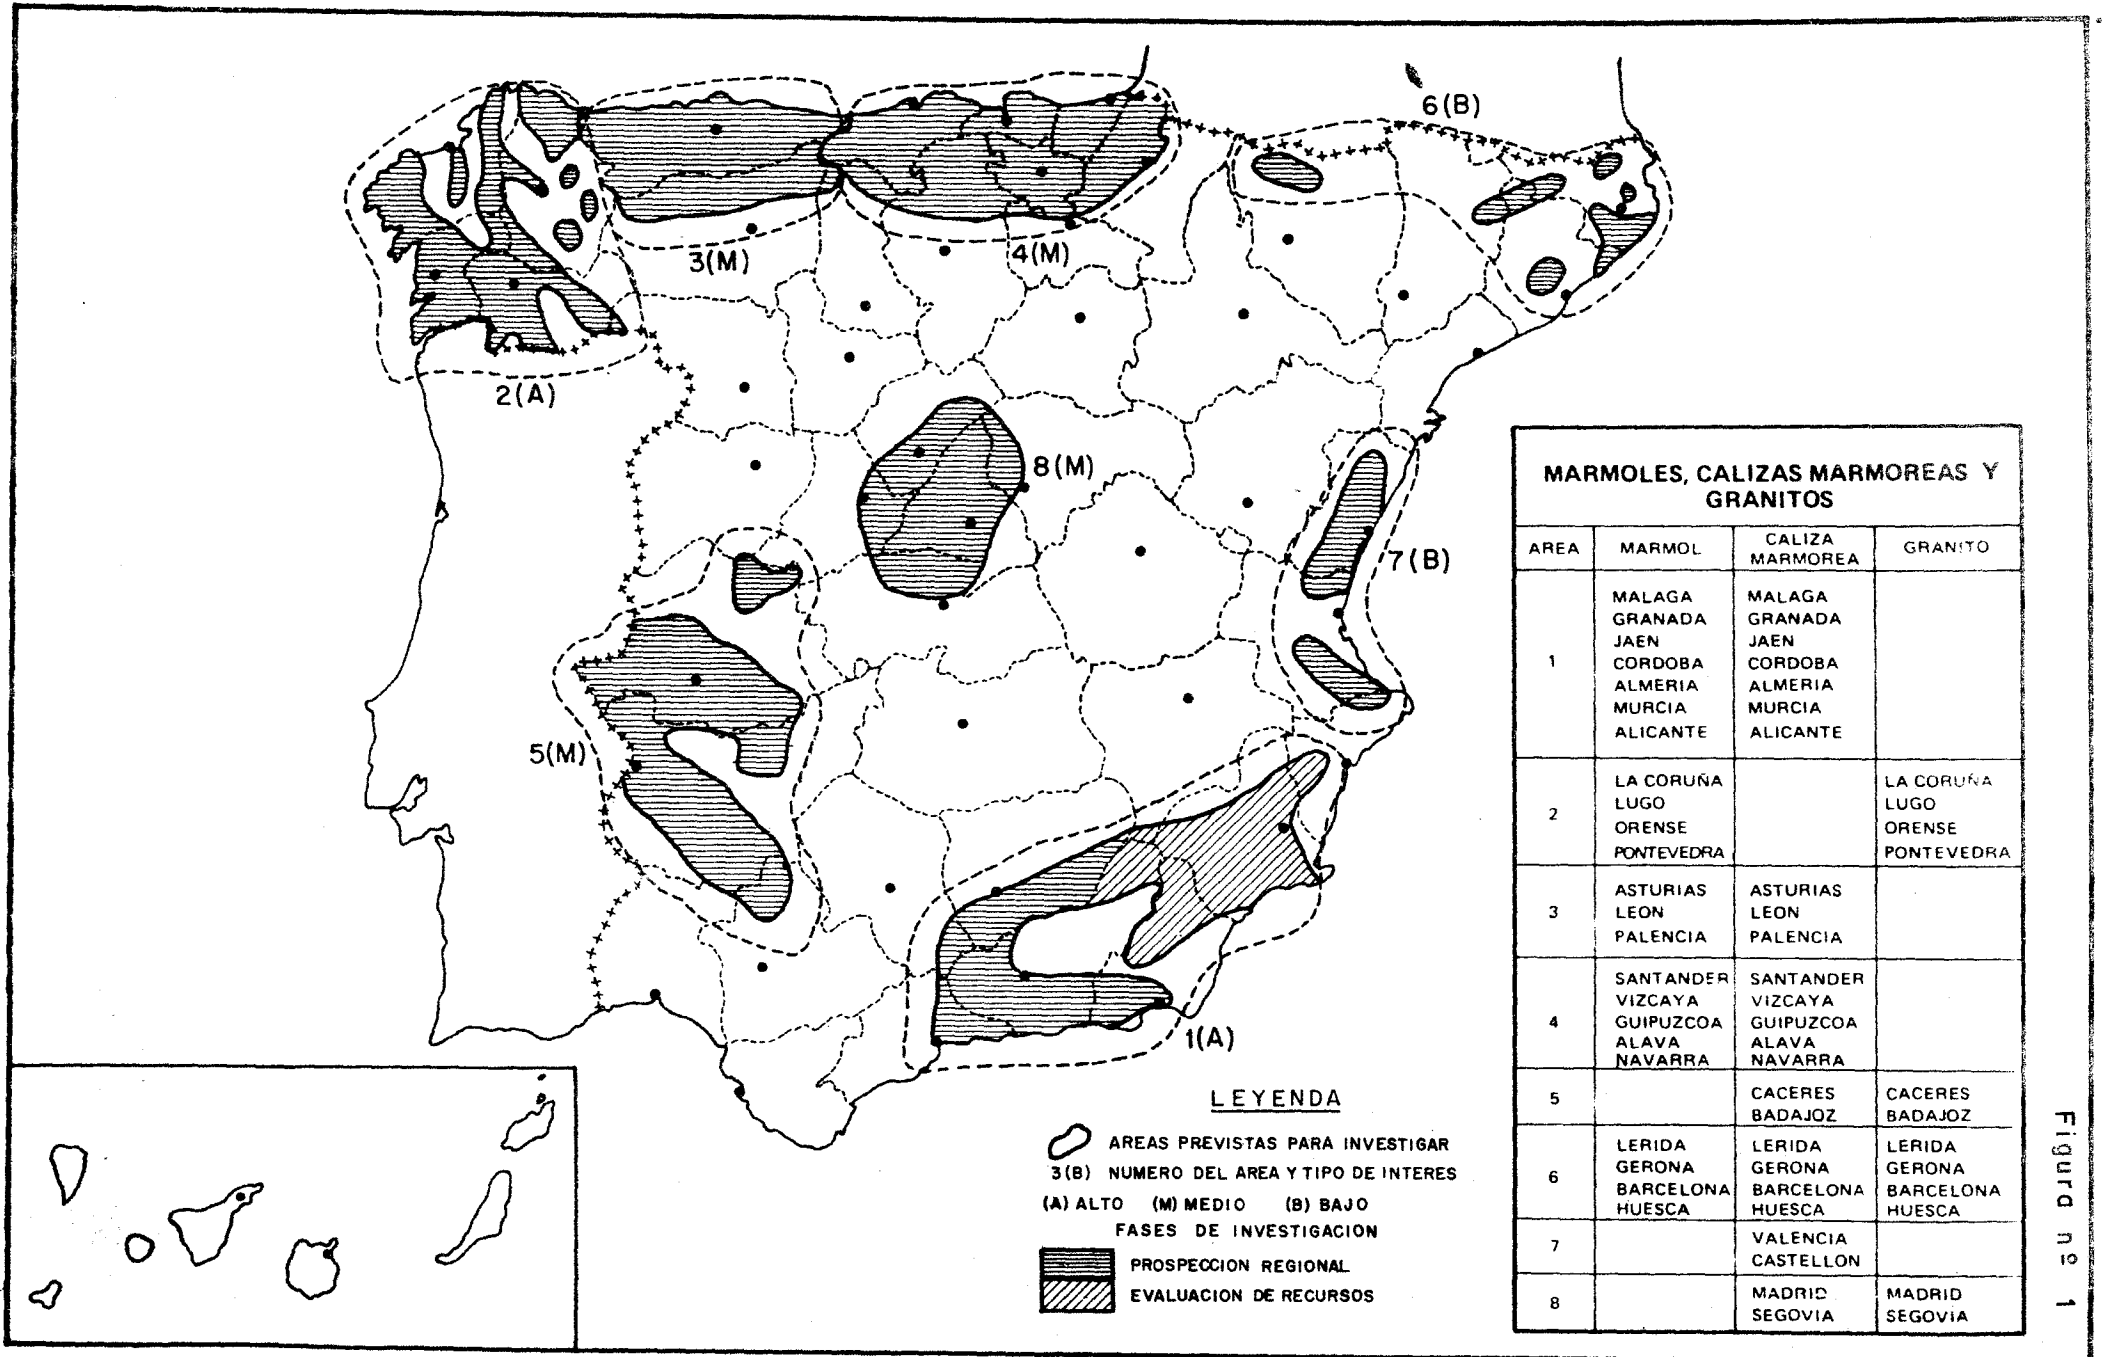 6(B)
3(M)
4(M)
2(A)
8(M)
7(B)
5(M)
1(A)
LEYENDA
AREAS PREVISTAS PARA INVESTIGAR
3(B) NUMERO DEL AREA Y TIPO DE INTERES
(A) ALTO (M) MEDIO (B) BAJO
FASES DE INVESTIGACION
PROSPECCION REGIONAL
EVALUACION DE RECURSOS
MARMOLES, CALIZAS MARMOREAS Y
GRANITOS
AREA MARMOL CALIZA MARMOREA GRANITO
MALAGA MALAGA
GRANADA GRANADA
JAEN JAEN
1 CORDOBA CORDOBA
ALMERIA ALMERIA
MURCIA MURCIA
ALICANTE ALICANTE
LA CORUÑA LA CORUÑA
LUGO LUGO
2 ORENSE ORENSE
PONTEVEDRA PONTEVEDRA
ASTURIAS ASTURIAS
3 LEON LEON
PALENCIA PALENCIA
SANTANDER SANTANDER
VIZCAYA VIZCAYA
4 GUIPUZCOA GUIPUZCOA
ALAVA ALAVA
NAVARRA NAVARRA
5 CACERES CACERES
BADAJOZ BADAJOZ
LERIDA LERIDA LERIDA
GERONA GERONA GERONA
6 BARCELONA BARCELONA BARCELONA
HUESCA HUESCA HUESCA
7 VALENCIA
CASTELLON
8 MADRID MADRID
SEGOVIA SEGOVIA
Figura nº 1